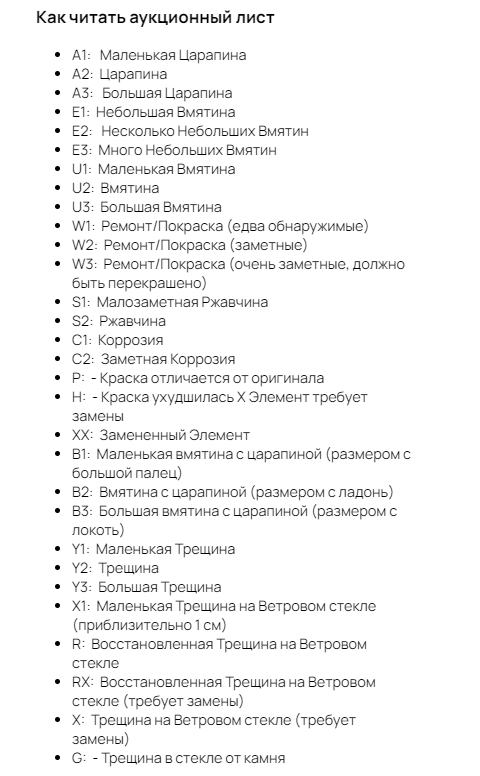 Как читать аукционный лист
A1: Маленькая Царапина
A2: Царапина
A3: Большая Царапина
E1: Небольшая Вмятина
E2: Несколько Небольших Вмятин
E3: Много Небольших Вмятин
U1: Маленькая Вмятина
U2: Вмятина
U3: Большая Вмятина
W1: Ремонт/Покраска (едва обнаружимые)
W2: Ремонт/Покраска (заметные)
W3: Ремонт/Покраска (очень заметные, должно
быть перекрашено)
S1: Малозаметная Ржавчина
S2: Ржавчина
C1: Коррозия
C2: Заметная Коррозия
P: - Краска отличается от оригинала
H: - Краска ухудшилась X Элемент требует
замены
XX: Замененный Элемент
B1: Маленькая вмятина с царапиной (размером с
большой палец)
B2: Вмятина с царапиной (размером с ладонь)
B3: Большая вмятина с царапиной (размером с
локоть)
Y1: Маленькая Трещина
Y2: Трещина
Y3: Большая Трещина
X1: Маленькая Трещина на Ветровом стекле
(приблизительно 1 см)
R: Восстановленная Трещина на Ветровом
стекле
RX: Восстановленная Трещина на Ветровом
стекле (требует замены)
X: Трещина на Ветровом стекле (требует
замены)
G: - Трещина в стекле от камня